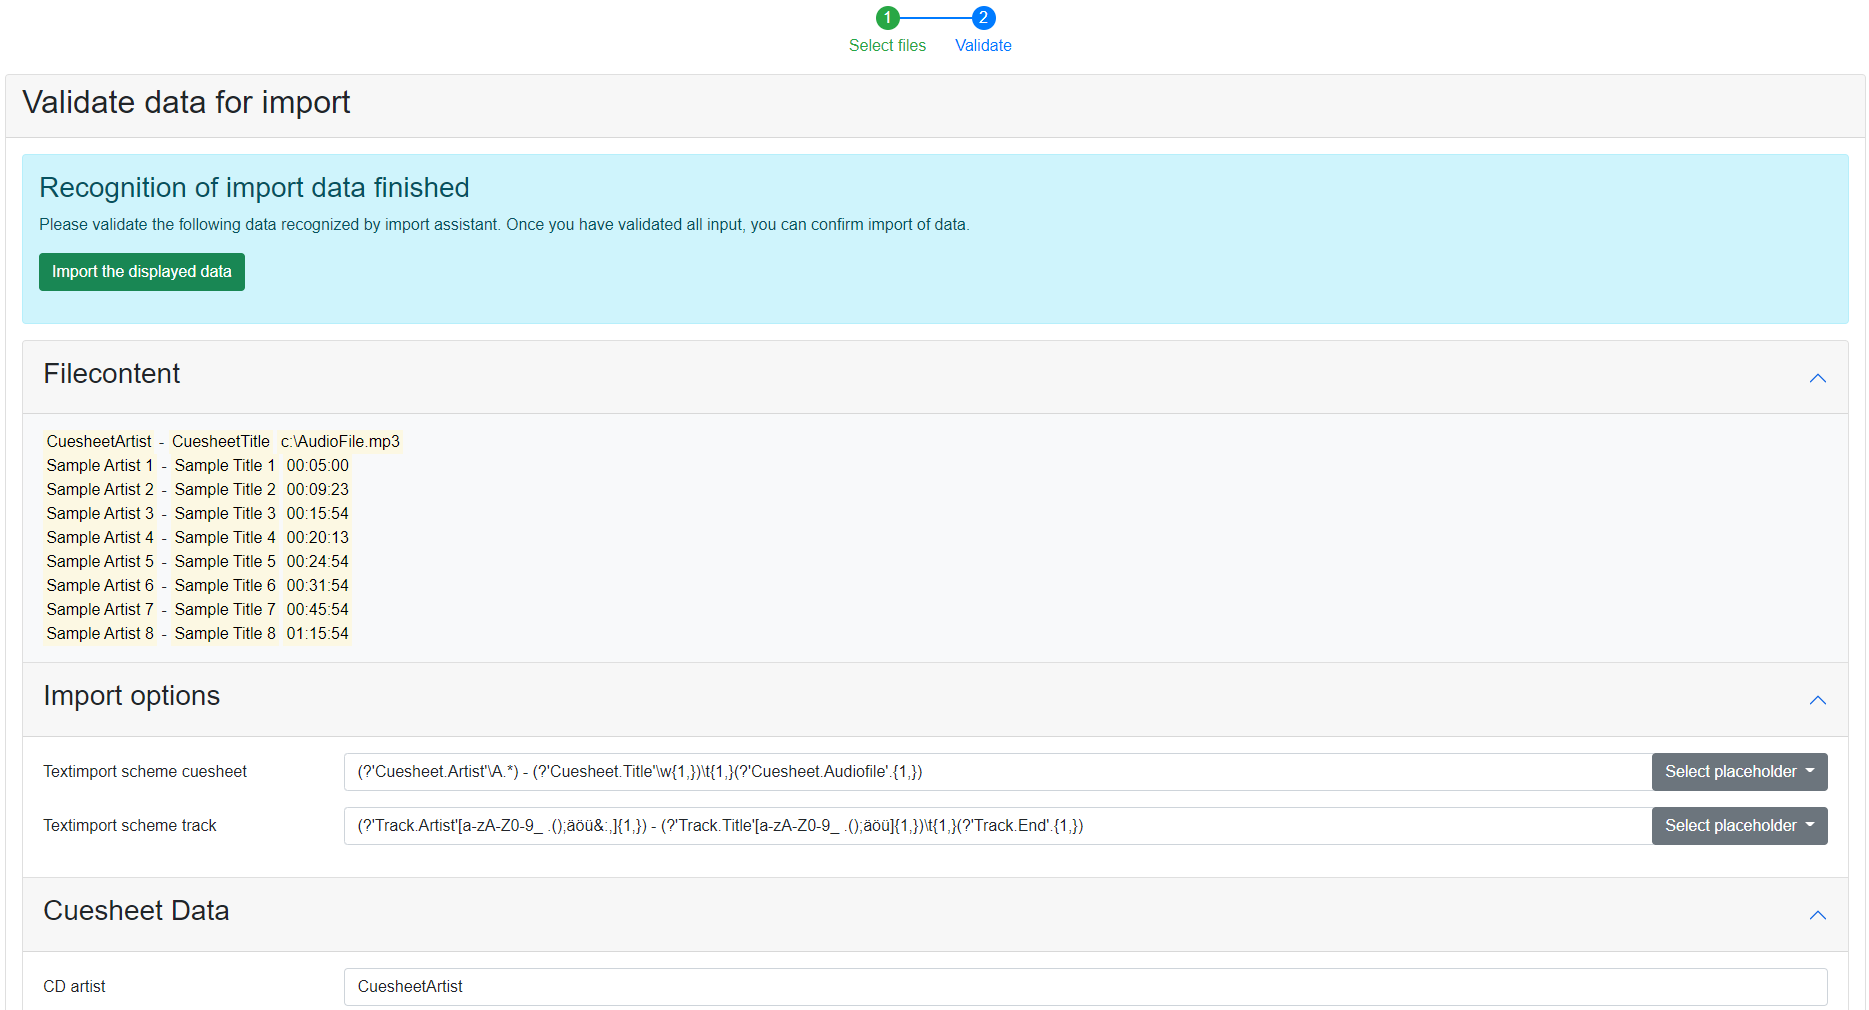 1 2
Select files Validate
Validate data for import
Recognition of import data finished
Please validate the following data recognized by import assistant. Once you have validated all input, you can confirm import of data.
Import the displayed data
Filecontent
CuesheetArtist - CuesheetTitle c:\AudioFile.mp3
Sample Artist 1 - Sample Title 1 00:05:00
Sample Artist 2 - Sample Title 2 00:09:23
Sample Artist 3 - Sample Title 3 00:15:54
Sample Artist 4 - Sample Title 4 00:20:13
Sample Artist 5 - Sample Title 5 00:24:54
Sample Artist 6 - Sample Title 6 00:31:54
Sample Artist 7 - Sample Title 7 00:45:54
Sample Artist 8 - Sample Title 8 01:15:54
Import options
Textimport scheme cuesheet (?'Cuesheet.Artist'\A.*) - (?'Cuesheet.Title'\w{1,})\t{1,}(?'Cuesheet.Audiofile'.{1,}) Select placeholder
Textimport scheme track (?'Track.Artist'[a-zA-Z0-9_ .();äöü&:,]{1,}) - (?'Track.Title'[a-zA-Z0-9_ .();äöü]{1,})\t{1,}(?'Track.End'.{1,}) Select placeholder
Cuesheet Data
CD artist CuesheetArtist